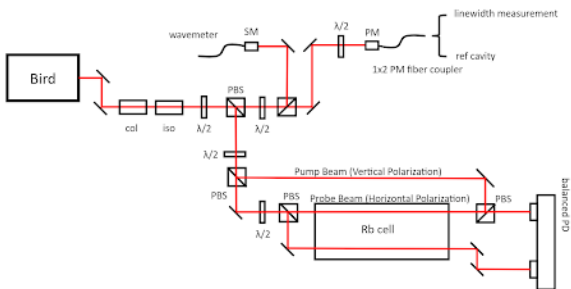 linewidth measurement
wavemeter
SM
λ/2
PM
ref cavity
1x2 PM fiber coupler
Bird
PBS
col
iso
λ/2
λ/2
λ/2
Pump Beam (Vertical Polarization)
PBS
PBS
Probe Beam (Horizontal Polarization)
PBS
λ/2
Rb cell
balanced PD